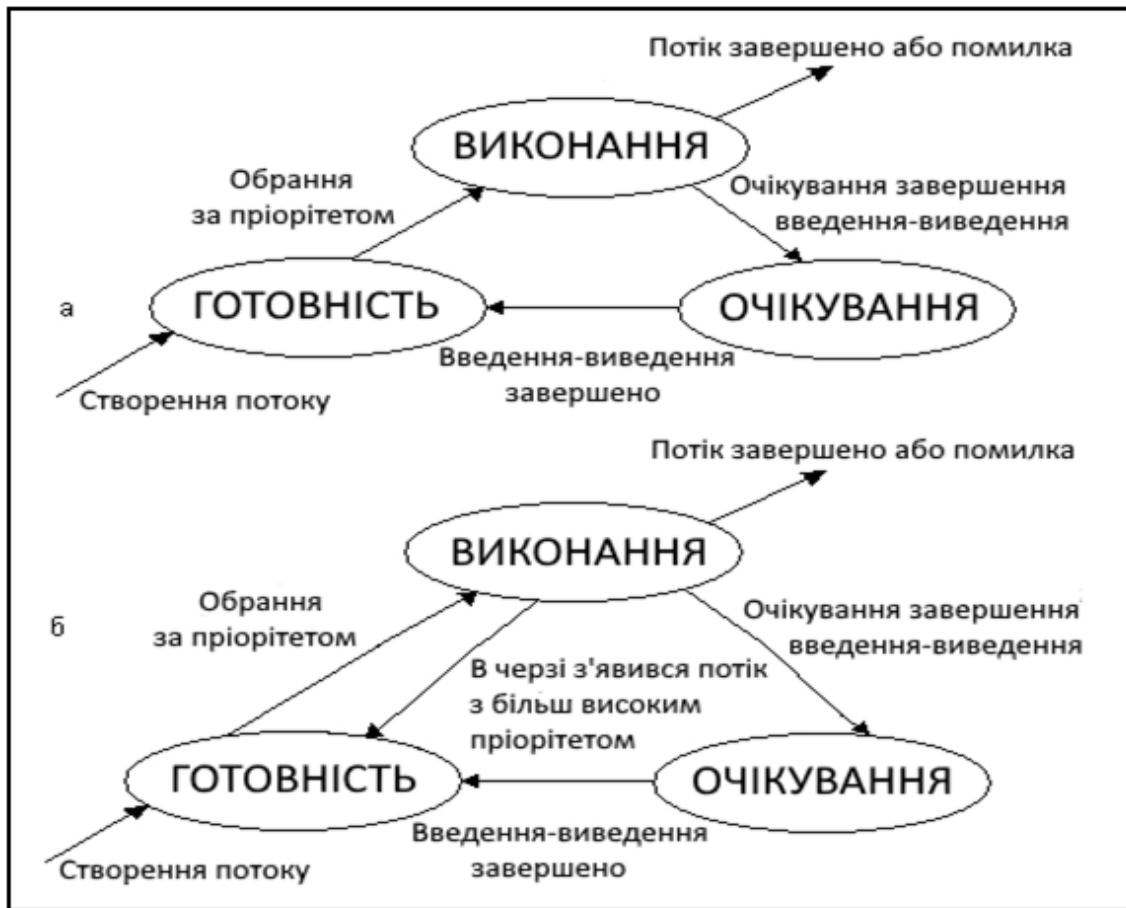 Потік завершено або помилка
ВИКОНАННЯ
Обрання
за пріорітетом
Очікування завершення
введення-виведення
а
ГОТОВНІСТЬ
ОЧІКУВАННЯ
Введення-виведення
завершено
Створення потоку
Потік завершено або помилка
ВИКОНАННЯ
Обрання
за пріорітетом
б
Очікування завершення
введення-виведення
В черзі з'явився потік
з більш високим
пріорітетом
ГОТОВНІСТЬ
ОЧІКУВАННЯ
Введення-виведення
завершено
Створення потоку